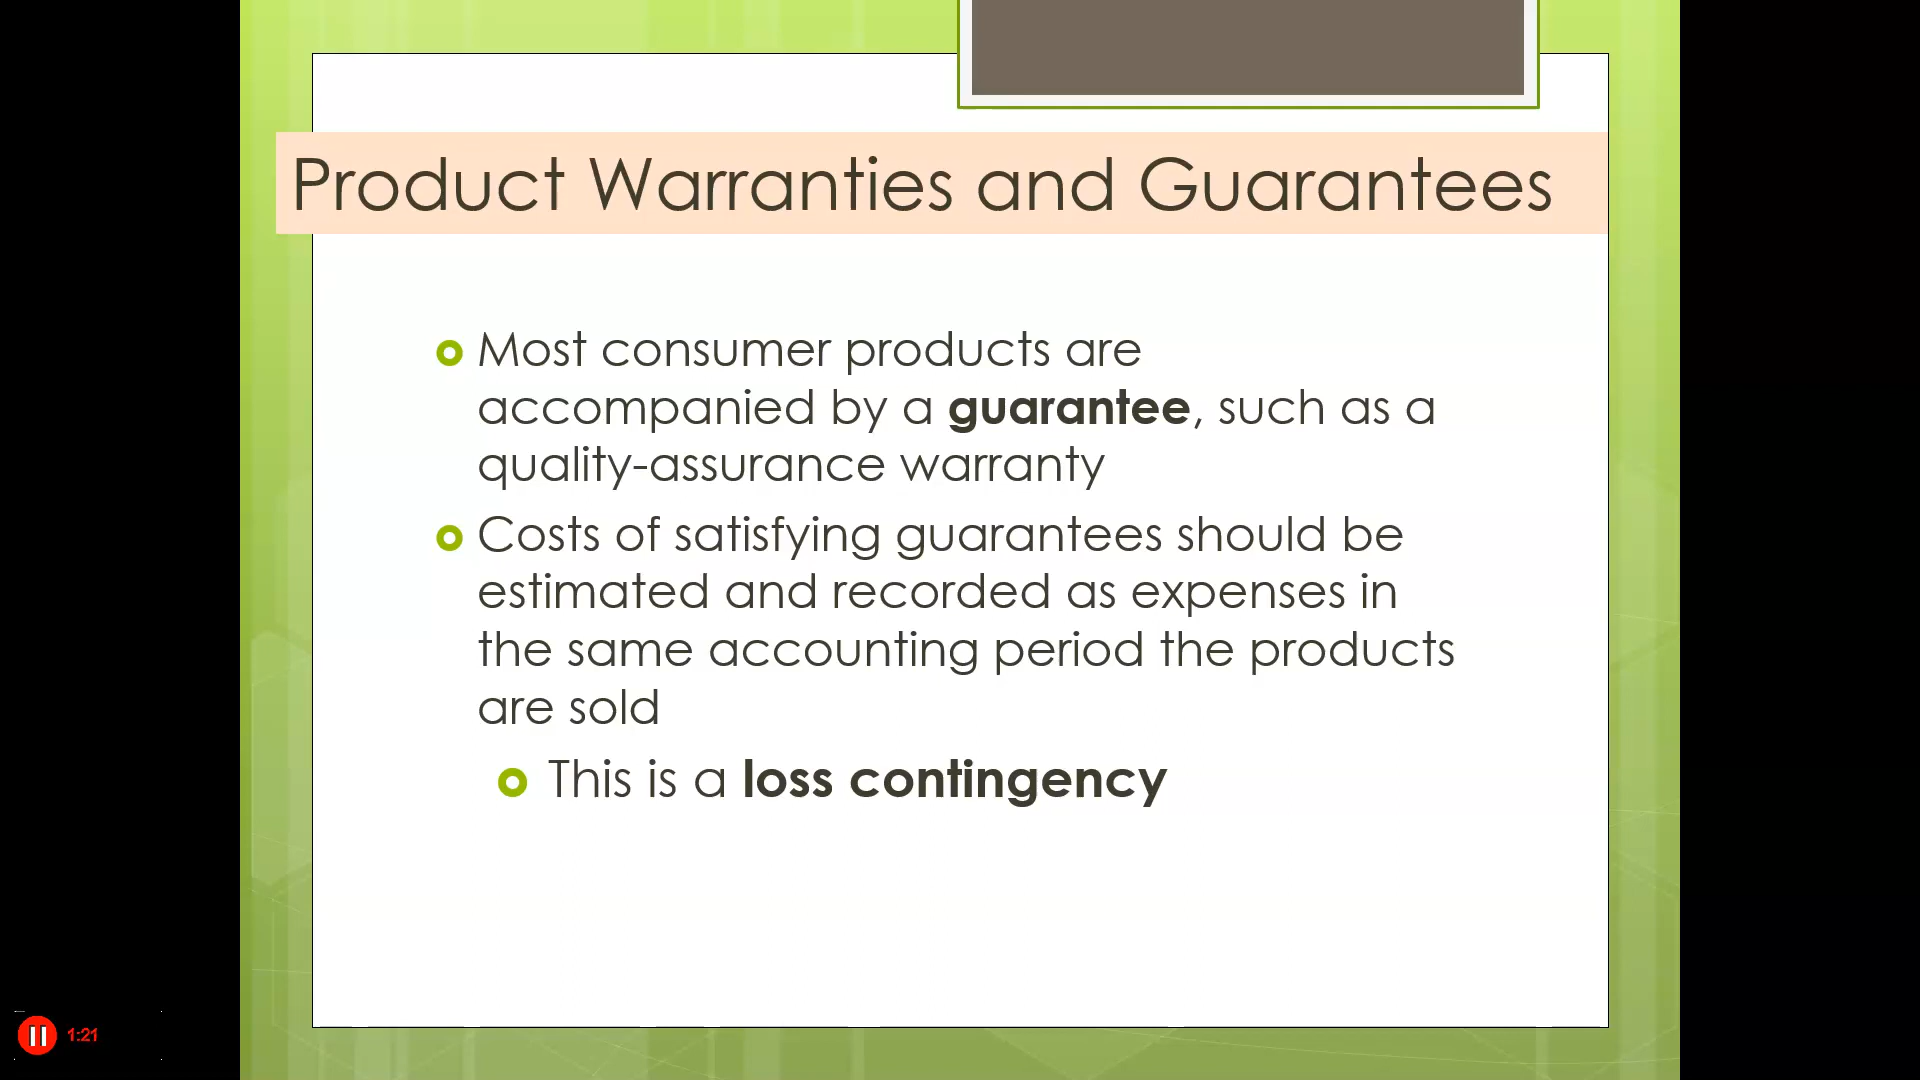 Product Warranties and Guarantees
Most consumer products are
accompanied by a guarantee, such as a
quality-assurance warranty
Costs of satisfying guarantees should be
estimated and recorded as expenses in
the same accounting period the products
are sold
This is a loss contingency
1:21